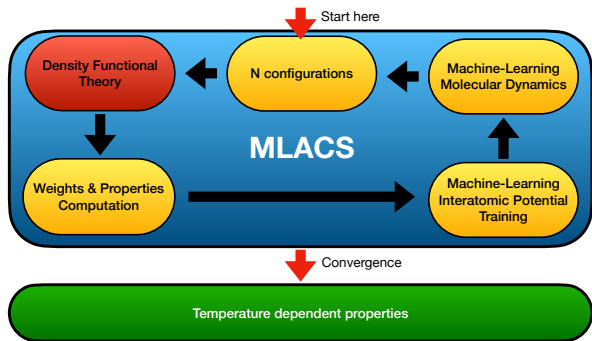 Start here
Density Functional
Theory
N configurations
Machine-Learning
Molecular Dynamics
MLACS
Weights & Properties
Computation
Machine-Learning
Interatomic Potential
Training
Convergence
Temperature dependent properties